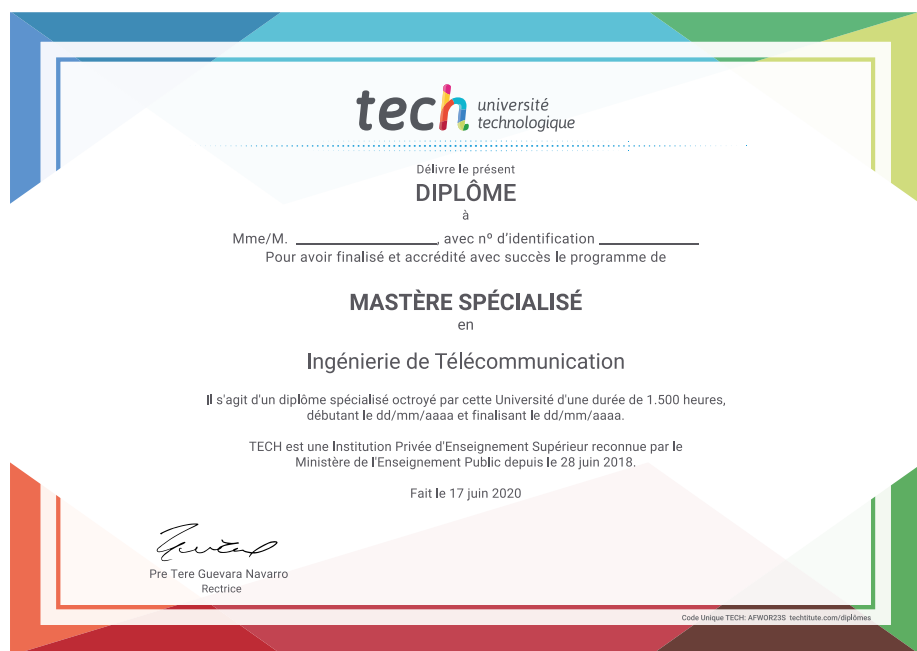 tech université
technologique
Délivre le présent
DIPLÔME
à
Mme/M. ____________________, avec nº d'identification ______________
Pour avoir finalisé et accrédité avec succès le programme de
MASTÈRE SPÉCIALISÉ
en
Ingénierie de Télécommunication
Il s'agit d'un diplôme spécialisé octroyé par cette Université d'une durée de 1.500 heures,
débutant le dd/mm/aaaa et finalisant le dd/mm/aaaa.
TECH est une Institution Privée d'Enseignement Supérieur reconnue par le
Ministère de l'Enseignement Public depuis le 28 juin 2018.
Fait le 17 juin 2020
Pre Tere Guevara Navarro
Rectrice
Code Unique TECH: AFWOR23S techtitute.com/diplômes